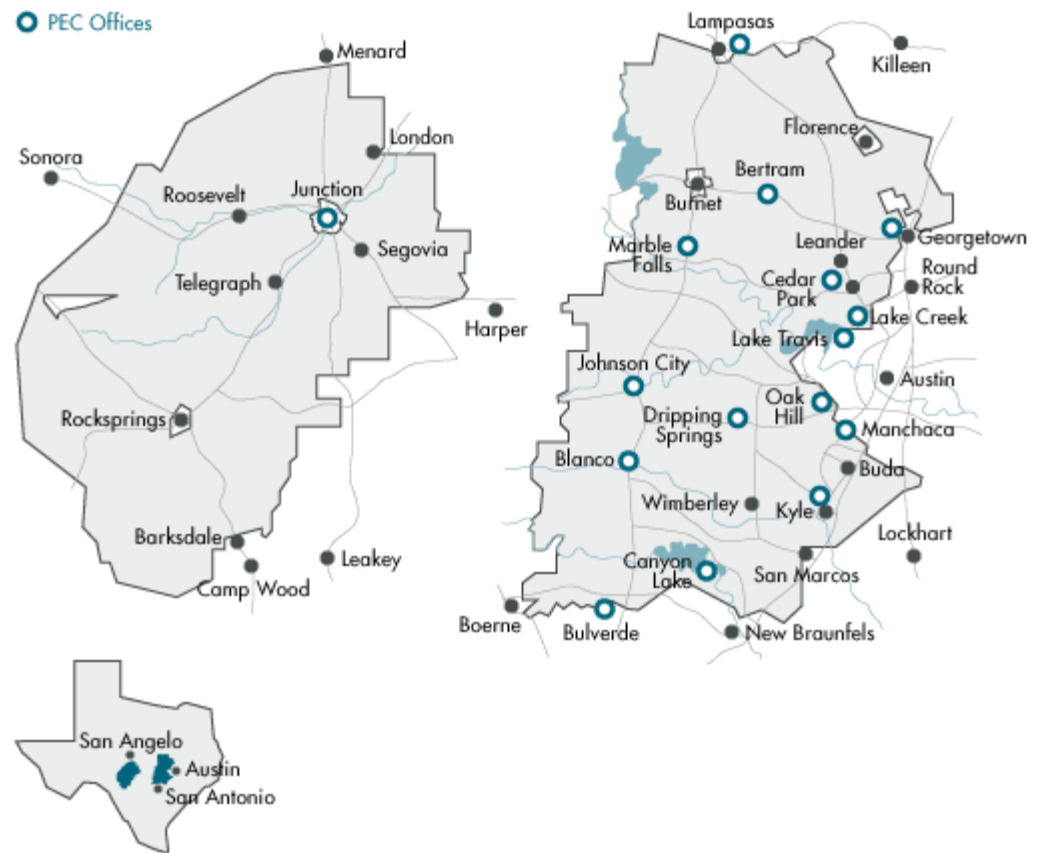 PEC Offices
Menard
London
Sonora
Roosevelt
Junction
Segovia
Telegraph
Harper
Rocksprings
Barksdale
Camp Wood
Leakey
Lampasas
Killeen
Florence
Bertram
Burnet
Georgetown
Marble
Falls
Leander
Cedar
Park
Round
Rock
Lake Creek
Lake Travis
Johnson City
Austin
Oak
Hill
Dripping
Springs
Manchaca
Blanco
Buda
Wimberley
Kyle
Lockhart
Canyon
Lake
San Marcos
Boerne
Bulverde
New Braunfels
San Angelo
Austin
San Antonio